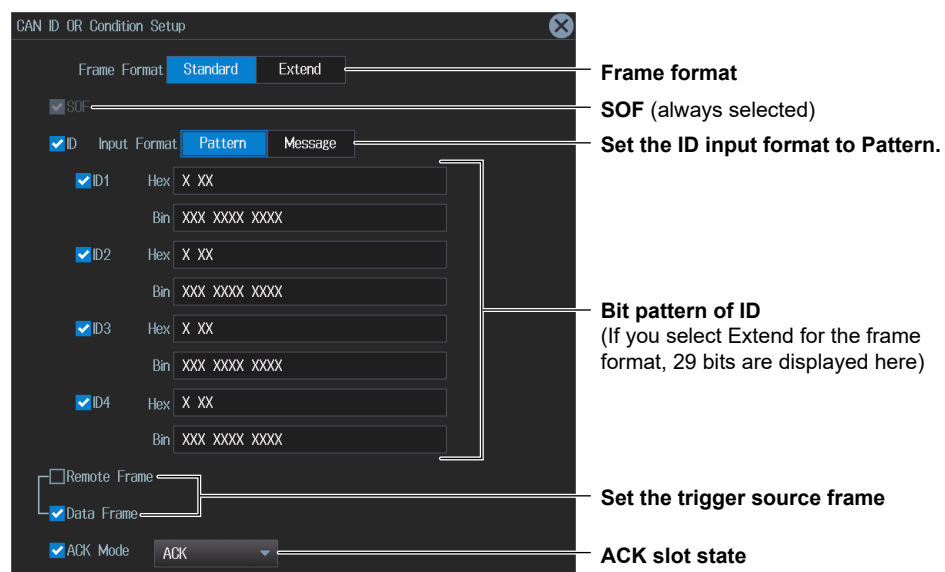 CAN ID OR Condition Setup
Frame Format Standard Extend
Frame format
SOF
SOF (always selected)
ID Input Format Pattern Message
Set the ID input format to Pattern.
ID1 Hex X XX
Bin XXX XXXX XXXX
ID2 Hex X XX
Bin XXX XXXX XXXX
Bit pattern of ID
(If you select Extend for the frame
format, 29 bits are displayed here)
ID3 Hex X XX
Bin XXX XXXX XXXX
ID4 Hex X XX
Bin XXX XXXX XXXX
Remote Frame
Data Frame
Set the trigger source frame
ACK Mode ACK
ACK slot state